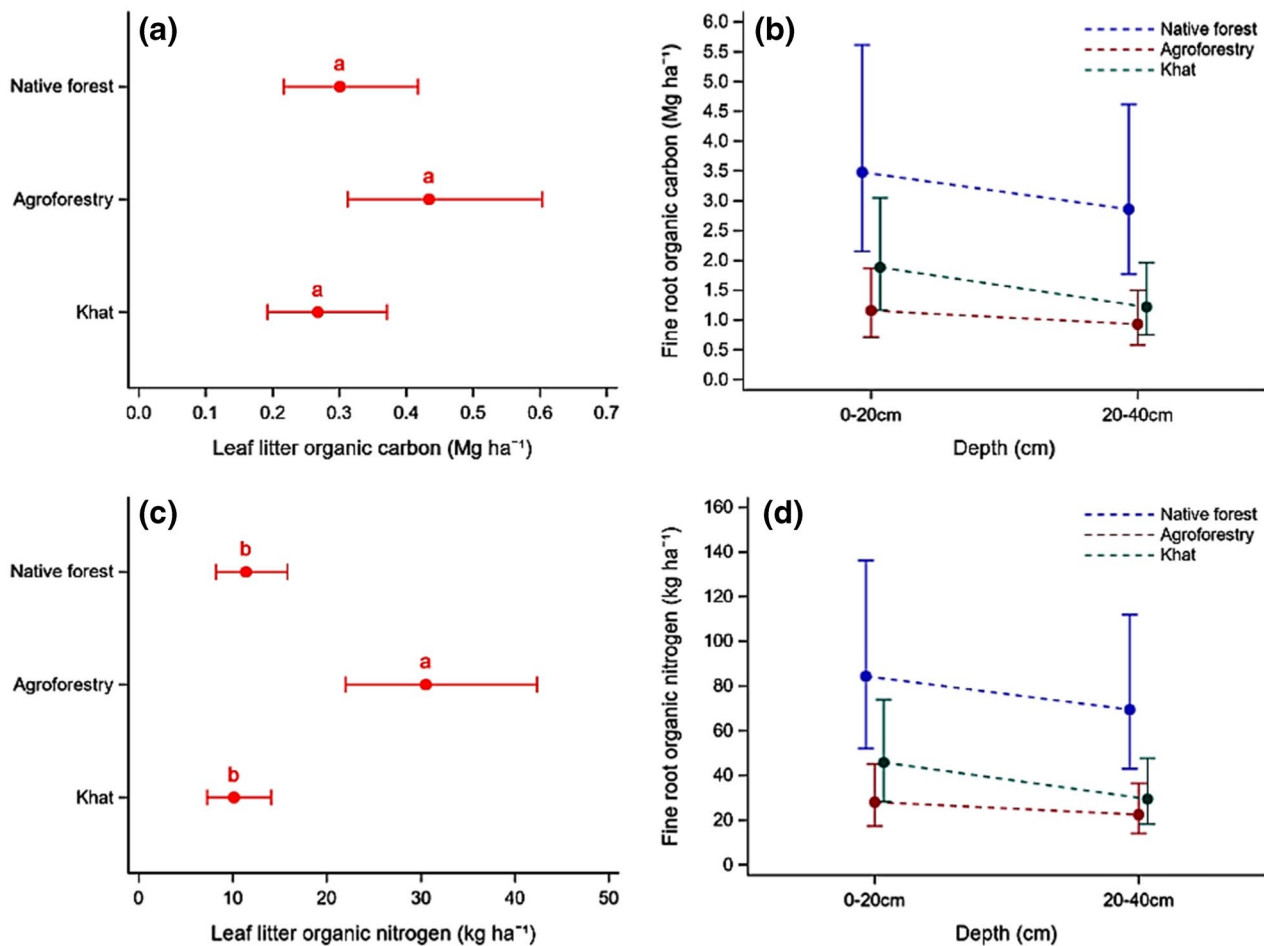 (a)
a
Native forest
a
Agroforestry
a
Khat
0.0 0.1 0.2 0.3 0.4 0.5 0.6 0.7
Leaf litter organic carbon (Mg ha⁻¹)
(b)
Native forest
Agroforestry
Khat
Fine root organic carbon (Mg ha⁻¹)
6.0
5.5
5.0
4.5
4.0
3.5
3.0
2.5
2.0
1.5
1.0
0.5
0.0
0-20cm 20-40cm
Depth (cm)
(c)
b
Native forest
a
Agroforestry
b
Khat
0 10 20 30 40 50
Leaf litter organic nitrogen (kg ha⁻¹)
(d)
Native forest
Agroforestry
Khat
Fine root organic nitrogen (kg ha⁻¹)
160
140
120
100
80
60
40
20
0
0-20cm 20-40cm
Depth (cm)